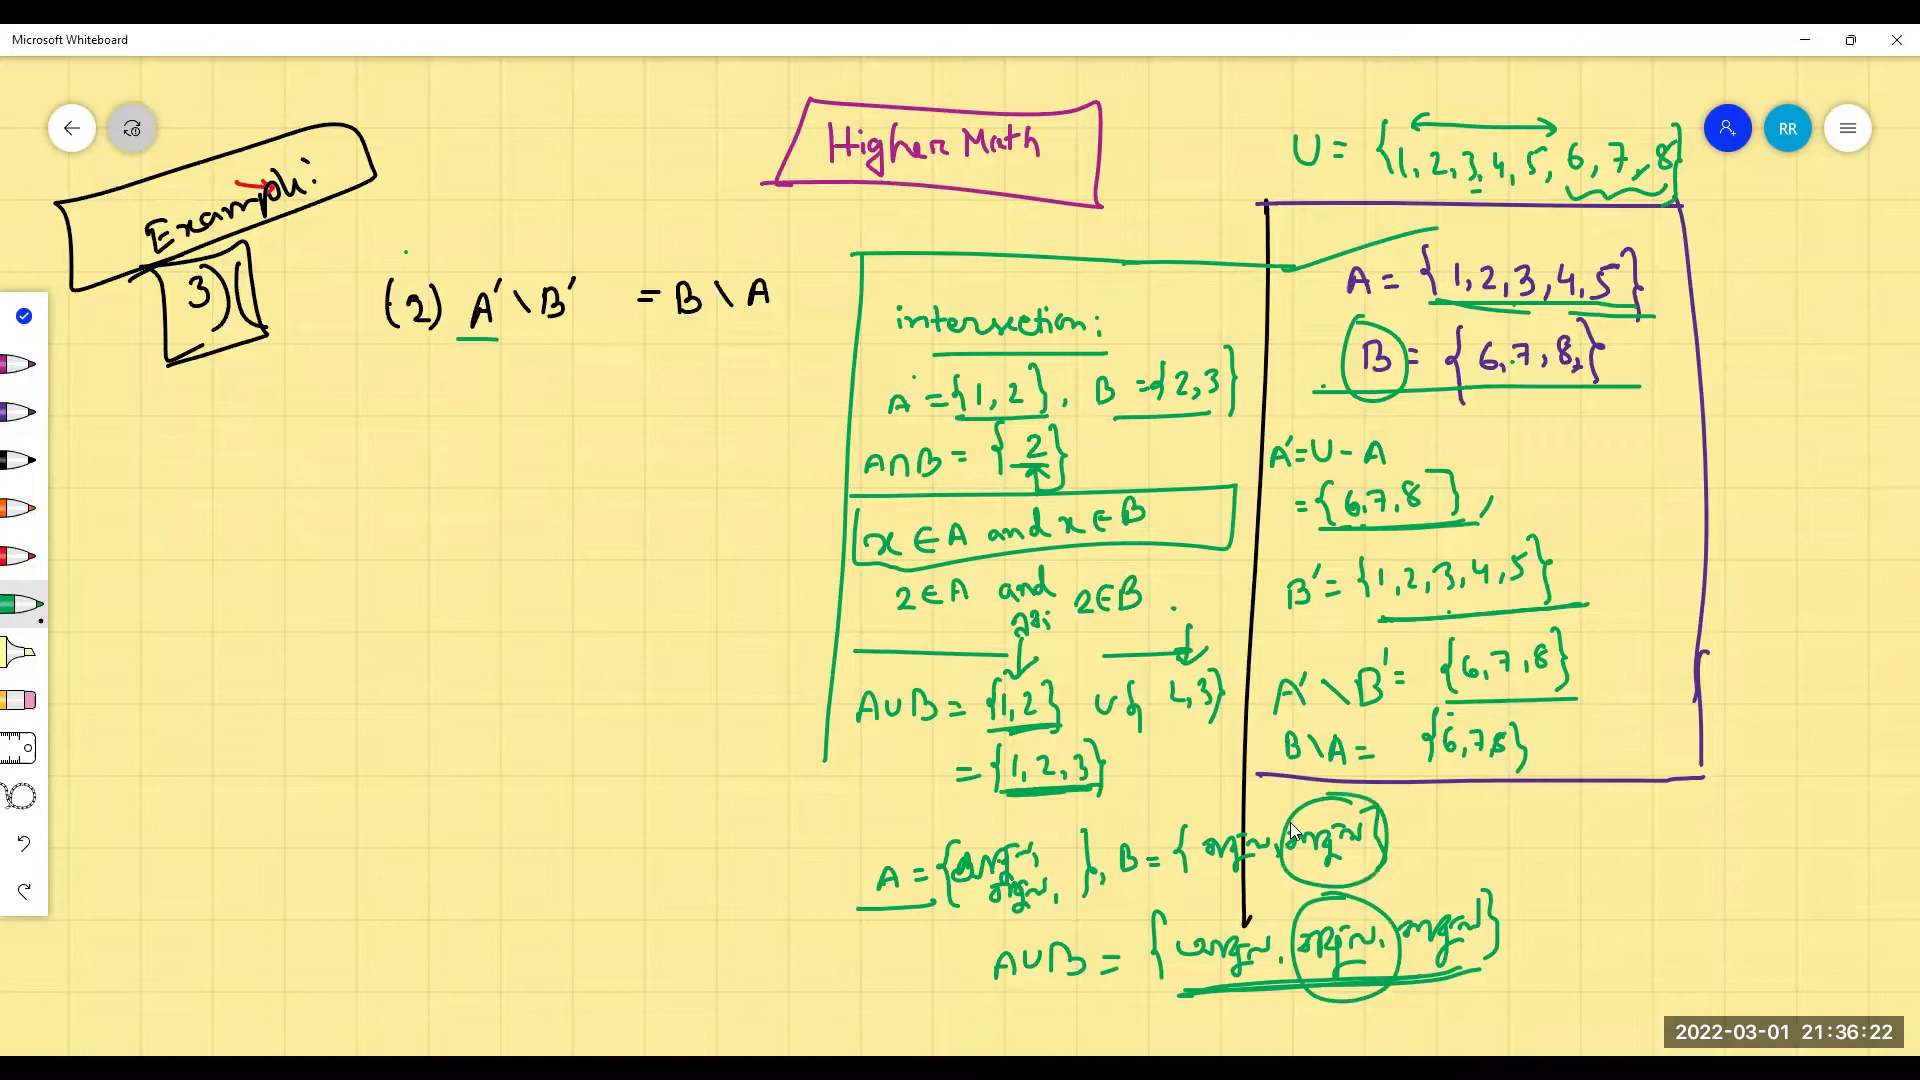 Microsoft Whiteboard
Higher Math
RR
U = {1, 2, 3, 4, 5, 6, 7, 8}
Example:
3)
(2) A' \ B' = B \ A
intersection:
A = {1, 2}, B = {2, 3}
A∩B = {2}
x ∈ A and x ∈ B
2 ∈ A and 2 ∈ B.
A∪B = {1, 2} ∪ {2, 3}
= {1, 2, 3}
A = { }, B = {
A∪B = {
A = {1, 2, 3, 4, 5}
B = {6, 7, 8}
A' = U - A
= {6, 7, 8},
B' = {1, 2, 3, 4, 5}
A' \ B' = {6, 7, 8}
B \ A = {6, 7, 8}
2022-03-01 21:36:22